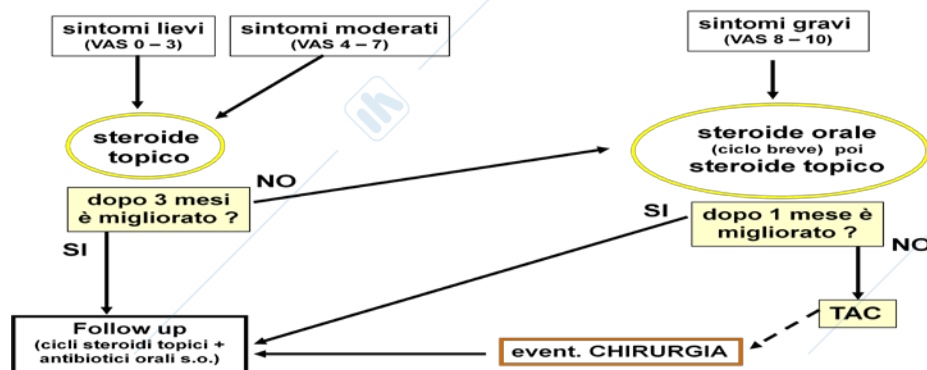 sintomi lievi
(VAS 0 – 3)
sintomi moderati
(VAS 4 – 7)
sintomi gravi
(VAS 8 – 10)
steroide
topico
steroide orale
(ciclo breve) poi
steroide topico
NO
dopo 3 mesi
è migliorato ?
SI
SI
dopo 1 mese è
migliorato ?
NO
TAC
Follow up
(cicli steroidi topici +
antibiotici orali s.o.)
event. CHIRURGIA